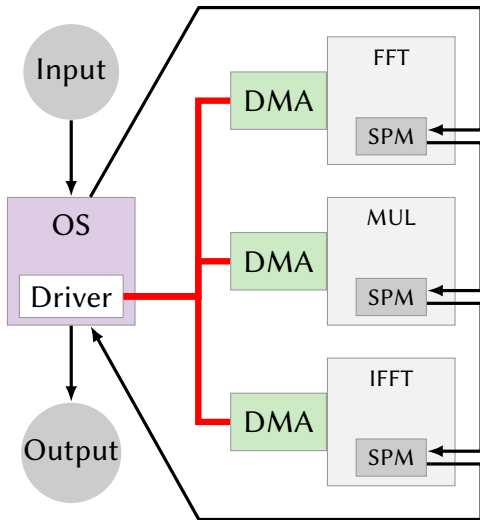 Input
OS
Driver
Output
DMA
FFT
SPM
DMA
MUL
SPM
DMA
IFFT
SPM